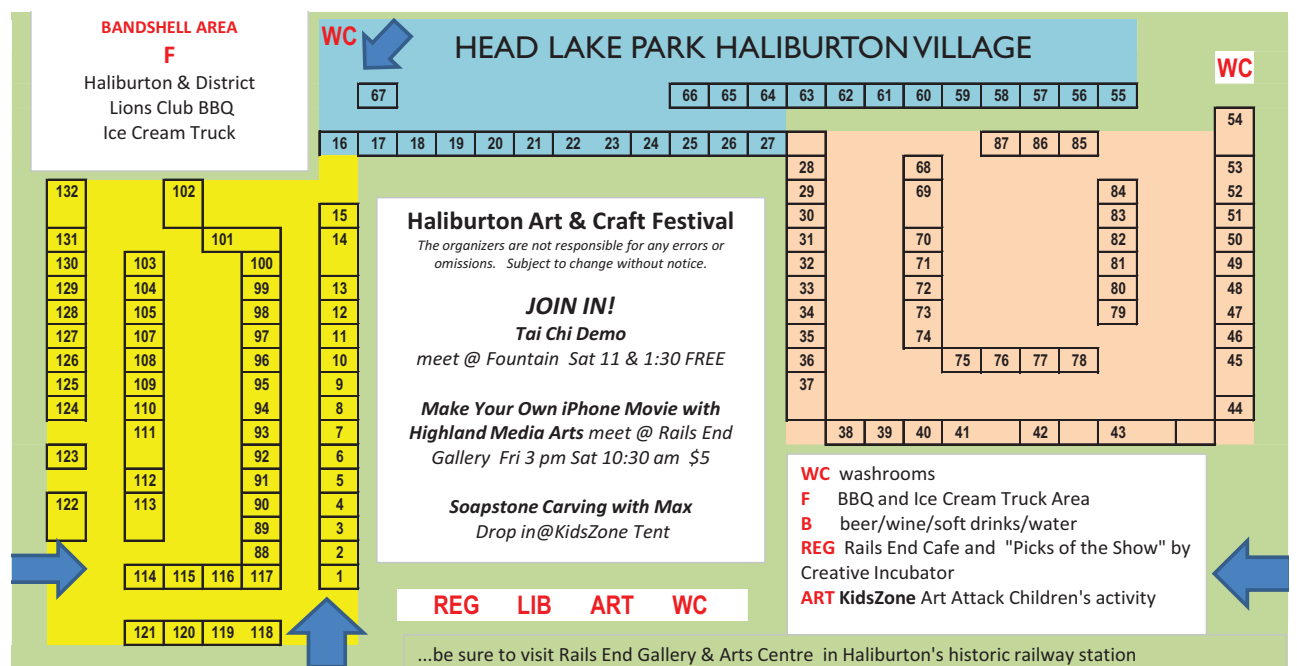 BANDSHELL AREA
F
Haliburton & District
Lions Club BBQ
Ice Cream Truck
WC
HEAD LAKE PARK HALIBURTON VILLAGE
WC
67
66 65 64 63 62 61 60 59 58 57 56 55
54
16 17 18 19 20 21 22 23 24 25 26 27
87 86 85
28 68 53
132 102
29 69 84 52
15
30 83 51
131 101 14
31 70 82 50
130 103 100
32 71 81 49
129 104 99 13
33 72 80 48
128 105 98 12
34 73 79 47
127 107 97 11
35 74 46
126 108 96 10
36 75 76 77 78 45
125 109 95 9
37
124 110 94 8
44
111 93 7
38 39 40 41 42 43
123 92 6
112 91 5
122 113 90 4
89 3
88 2
114 115 116 117 1
121 120 119 118
Haliburton Art & Craft Festival
The organizers are not responsible for any errors or
omissions. Subject to change without notice.
JOIN IN!
Tai Chi Demo
meet @ Fountain Sat 11 & 1:30 FREE
Make Your Own iPhone Movie with
Highland Media Arts meet @ Rails End
Gallery Fri 3 pm Sat 10:30 am $5
Soapstone Carving with Max
Drop in@KidsZone Tent
REG LIB ART WC
WC washrooms
F BBQ and Ice Cream Truck Area
B beer/wine/soft drinks/water
REG Rails End Cafe and "Picks of the Show" by
Creative Incubator
ART KidsZone Art Attack Children's activity
...be sure to visit Rails End Gallery & Arts Centre in Haliburton's historic railway station